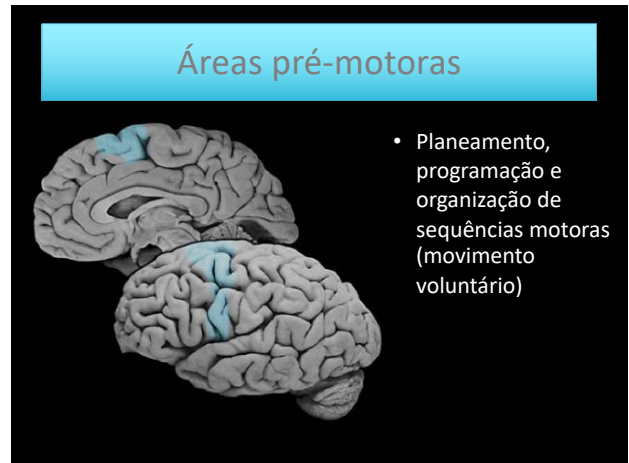 Áreas pré-motoras
• Planeamento,
programação e
organização de
sequências motoras
(movimento
voluntário)